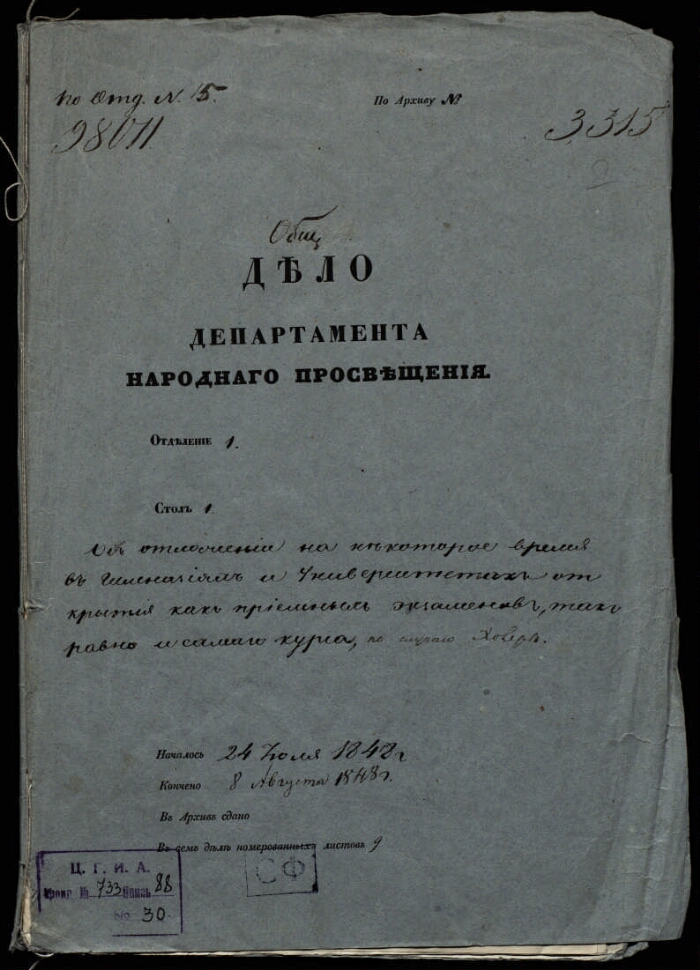 по Отд. N. 15.
98011
По Архиву №
3315
2
Общ
ДѢЛО
ДЕПАРТАМЕНТА
НАРОДНАГО ПРОСВѢЩЕНІЯ.
Отдѣленіе 1.
Столъ 1
Объ отложеніи на нѣкоторое время
въ Гимназіяхъ и Университетахъ от
крытія какъ пріемныхъ экзаменовъ, такъ
равно и самаго курса, по случаю Холеры.
Началось 24 Іюля 1848 г
Кончено 8 Августа 1848 г.
Въ Архивъ сдано
Въ семъ дѣлѣ номерованныхъ листовъ 9
Ц. Г. И. А.
Фонд № 733 Опись 88
№ 30
СФ